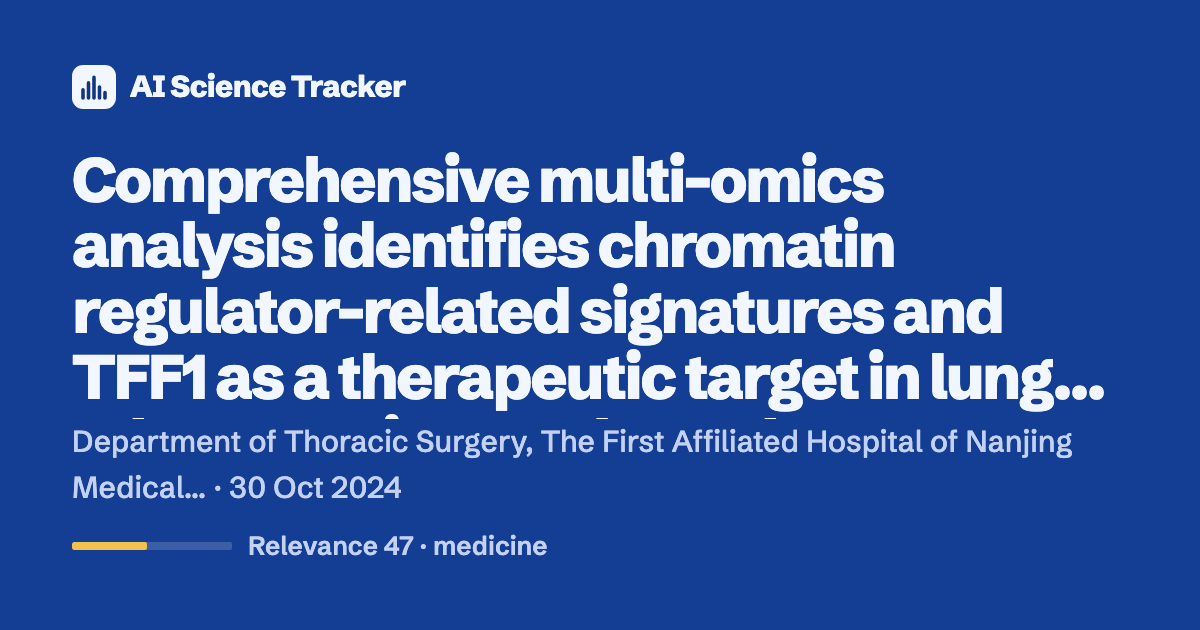 AI Science Tracker
Comprehensive multi-omics
analysis identifies chromatin
regulator-related signatures and
TFF1 as a therapeutic target in lung...
Department of Thoracic Surgery, The First Affiliated Hospital of Nanjing
Medical... · 30 Oct 2024
Relevance 47 · medicine